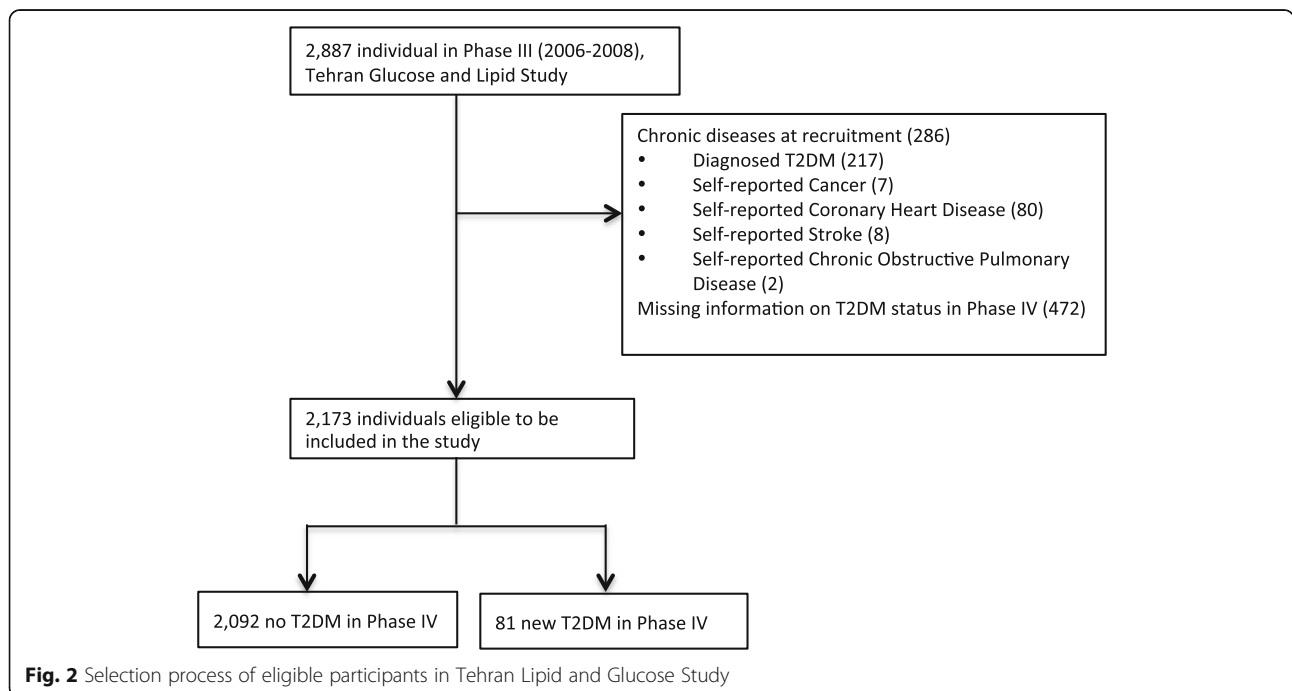 2,887 individual in Phase III (2006-2008),
Tehran Glucose and Lipid Study
Chronic diseases at recruitment (286)
• Diagnosed T2DM (217)
• Self-reported Cancer (7)
• Self-reported Coronary Heart Disease (80)
• Self-reported Stroke (8)
• Self-reported Chronic Obstructive Pulmonary
Disease (2)
Missing information on T2DM status in Phase IV (472)
2,173 individuals eligible to be
included in the study
2,092 no T2DM in Phase IV
81 new T2DM in Phase IV
Fig. 2 Selection process of eligible participants in Tehran Lipid and Glucose Study